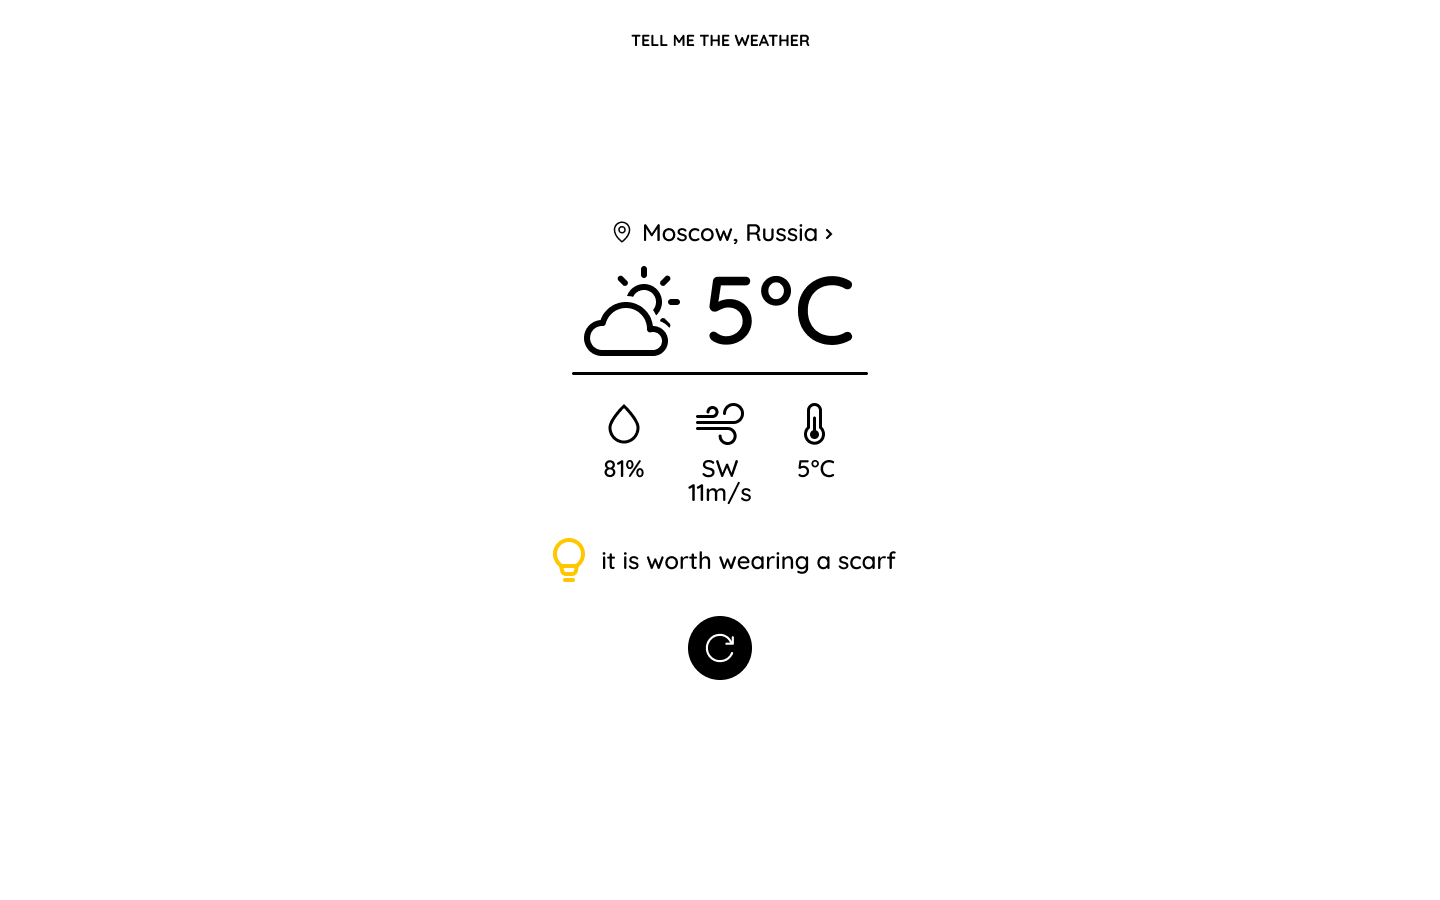 TELL ME THE WEATHER
Moscow, Russia ›
5°C
81%
SW
11m/s
5°C
it is worth wearing a scarf